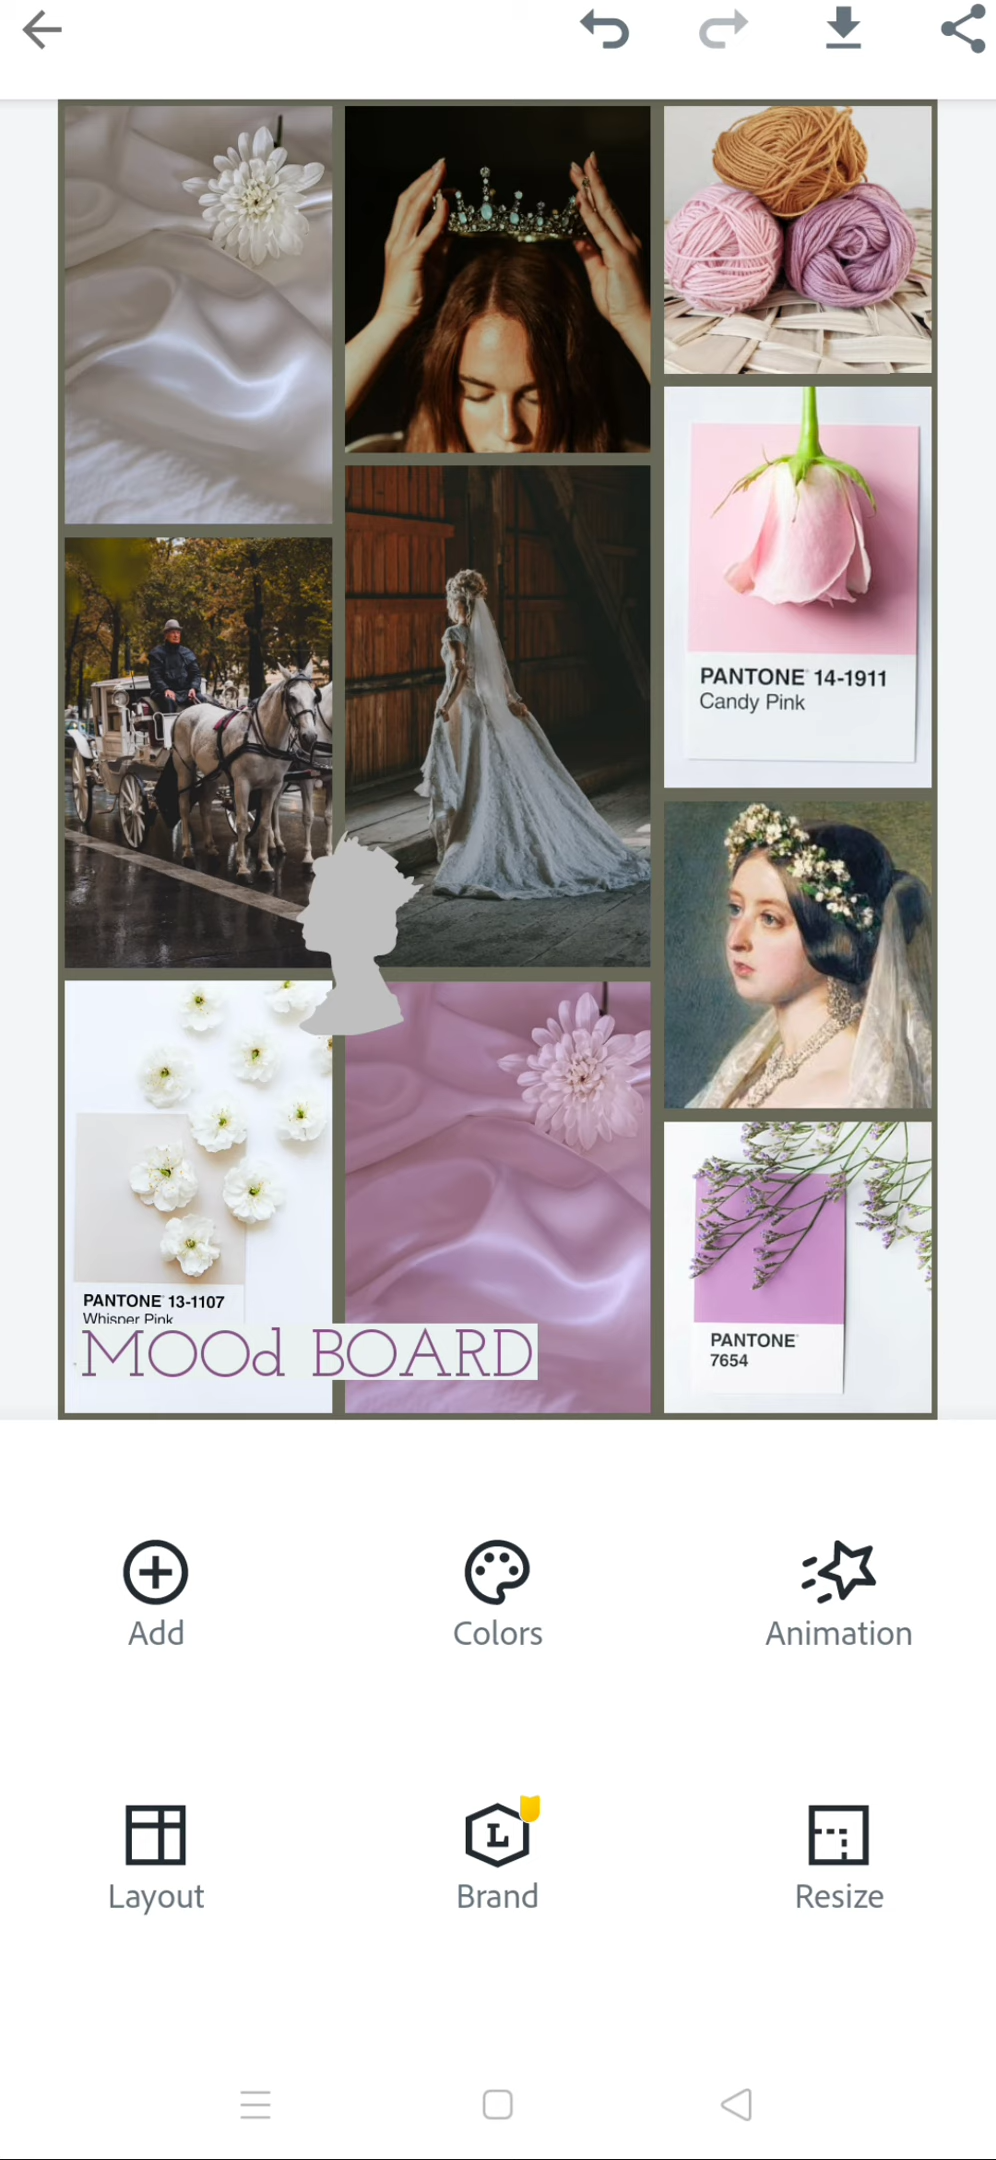 PANTONE® 14-1911
Candy Pink
PANTONE® 13-1107
Whisper Pink
MOOd BOARD
PANTONE®
7654
Add
Colors
Animation
Layout
L
Brand
Resize